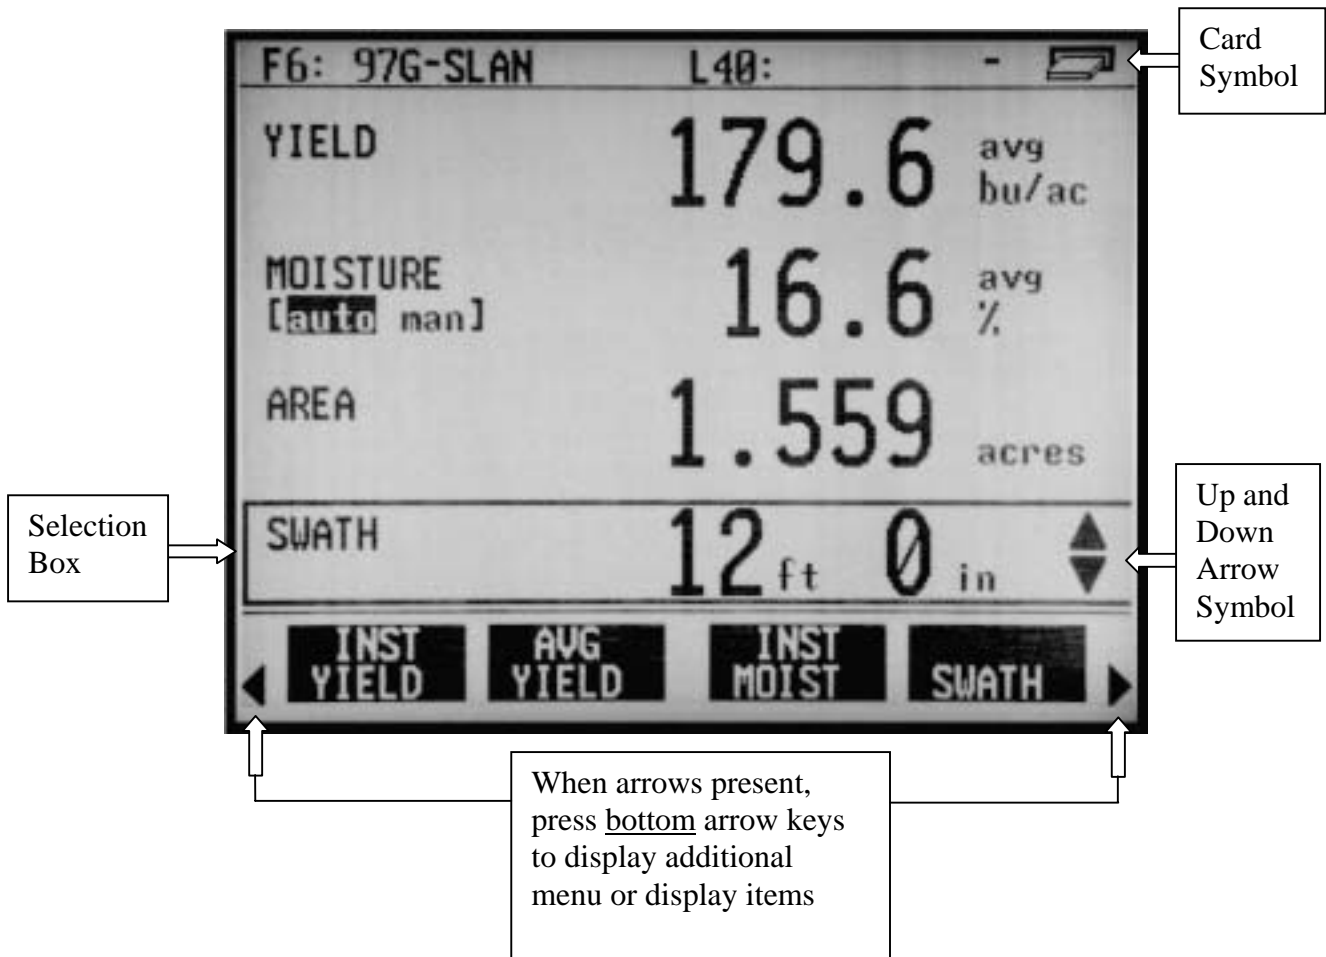 F6: 97G-SLAN L40: -
Card
Symbol
YIELD 179.6 avg
bu/ac
MOISTURE 16.6 avg
[auto man] %
AREA 1.559 acres
Selection
Box
SWATH 12 ft 0 in
Up and
Down
Arrow
Symbol
INST
YIELD
AVG
YIELD
INST
MOIST
SWATH
When arrows present,
press bottom arrow keys
to display additional
menu or display items